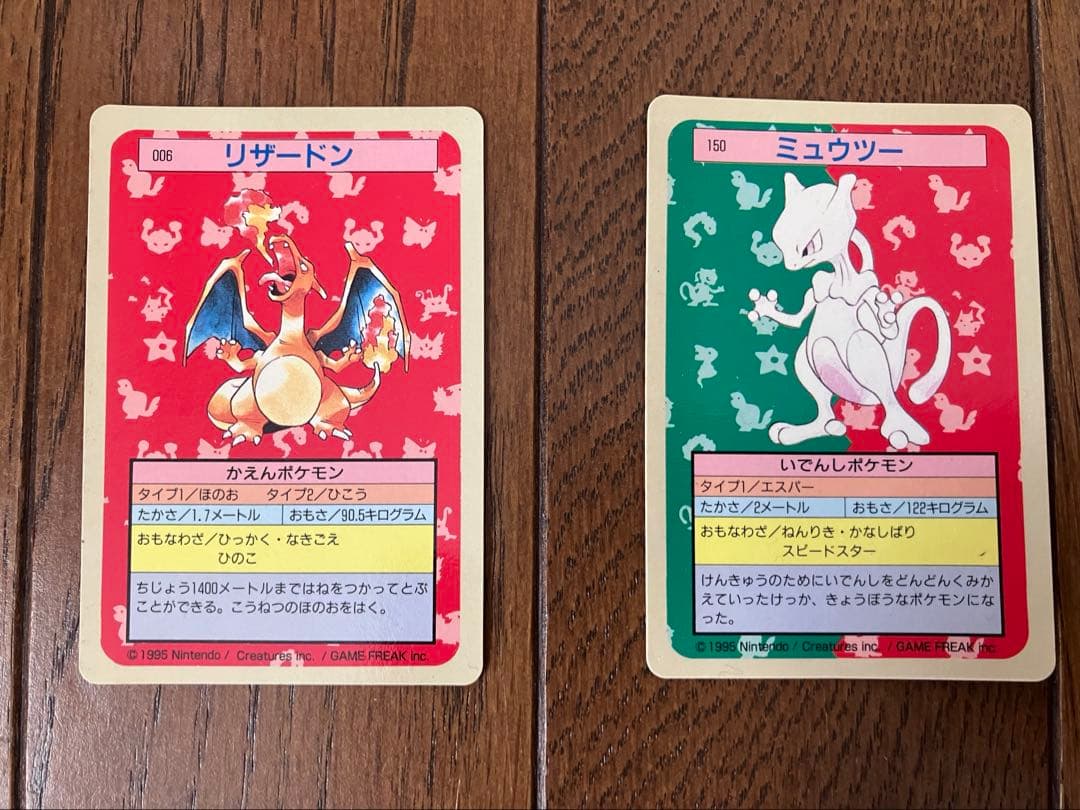 006 リザードン
かえんポケモン
タイプ1／ほのお タイプ2／ひこう
たかさ／1.7メートル おもさ／90.5キログラム
おもなわざ／ひっかく・なきごえ
ひのこ
ちじょう1400メートルまではねをつかってとぶ
ことができる。こうねつのほのおをはく。
©1995 Nintendo / Creatures inc. / GAME FREAK inc.
150 ミュウツー
いでんしポケモン
タイプ1／エスパー
たかさ／2メートル おもさ／122キログラム
おもなわざ／ねんりき・かなしばり
スピードスター
けんきゅうのためにいでんしをどんどんくみか
えていったけっか、きょうぼうなポケモンにな
った。
©1995 Nintendo / Creatures inc. / GAME FREAK inc